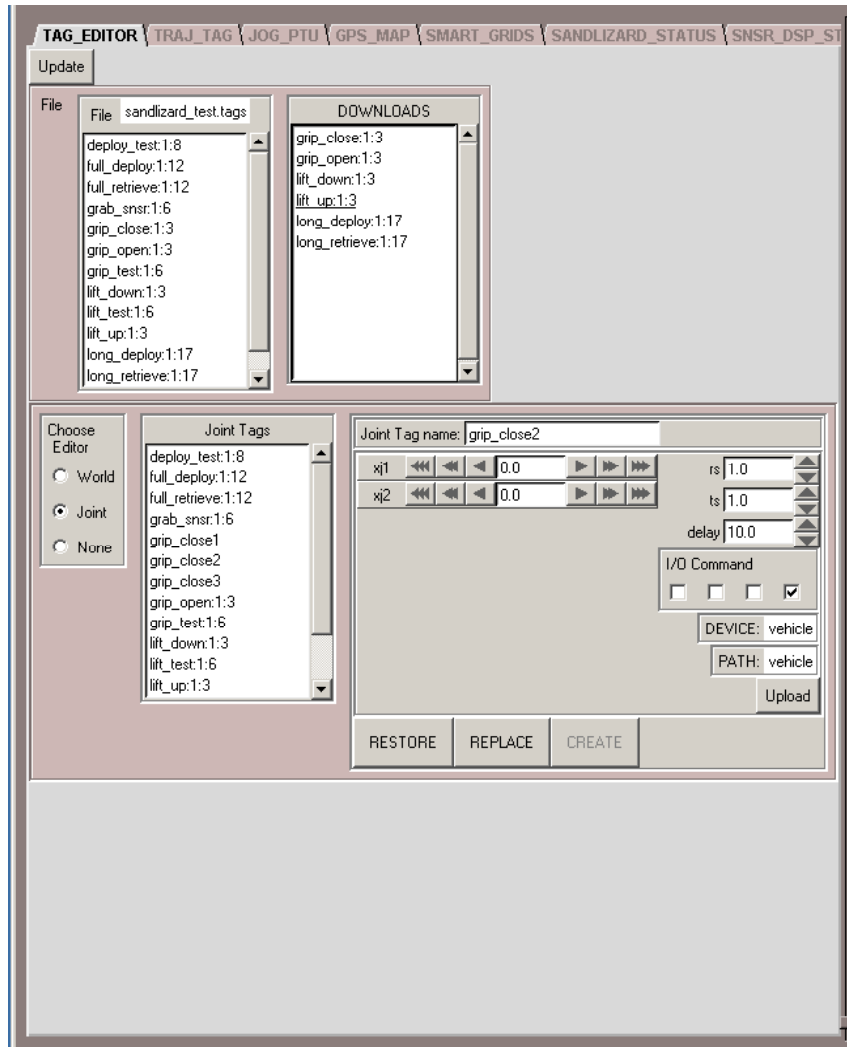 TAG_EDITOR TRAJ_TAG JOG_PTU GPS_MAP SMART_GRIDS SANDLIZARD_STATUS SNSR_DSP_ST
Update
File
File sandlizard_test.tags
deploy_test:1:8
full_deploy:1:12
full_retrieve:1:12
grab_snsr:1:6
grip_close:1:3
grip_open:1:3
grip_test:1:6
lift_down:1:3
lift_test:1:6
lift_up:1:3
long_deploy:1:17
long_retrieve:1:17
DOWNLOADS
grip_close:1:3
grip_open:1:3
lift_down:1:3
lift_up:1:3
long_deploy:1:17
long_retrieve:1:17
Choose
Editor
World
Joint
None
Joint Tags
deploy_test:1:8
full_deploy:1:12
full_retrieve:1:12
grab_snsr:1:6
grip_close1
grip_close2
grip_close3
grip_open:1:3
grip_test:1:6
lift_down:1:3
lift_test:1:6
lift_up:1:3
Joint Tag name: grip_close2
xj1 0.0
xj2 0.0
rs 1.0
ts 1.0
delay 10.0
I/O Command
DEVICE: vehicle
PATH: vehicle
Upload
RESTORE REPLACE CREATE